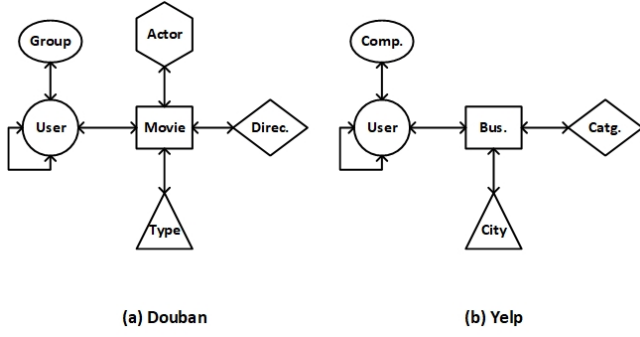 Actor
Group
User
Movie
Direc.
Type
(a) Douban
Comp.
User
Bus.
Catg.
City
(b) Yelp